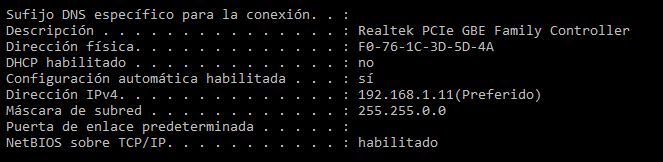 Sufijo DNS específico para la conexión. . :
Descripción . . . . . . . . . . . . . . . : Realtek PCIe GBE Family Controller
Dirección física. . . . . . . . . . . . . : F0-76-1C-3D-5D-4A
DHCP habilitado . . . . . . . . . . . . . : no
Configuración automática habilitada . . . : sí
Dirección IPv4. . . . . . . . . . . . . . : 192.168.1.11(Preferido)
Máscara de subred . . . . . . . . . . . . : 255.255.0.0
Puerta de enlace predeterminada . . . . . :
NetBIOS sobre TCP/IP. . . . . . . . . . . : habilitado